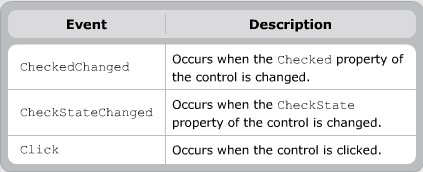 Event Description
CheckedChanged
Occurs when the Checked property of
the control is changed.
CheckStateChanged
Occurs when the CheckState
property of the control is changed.
Click
Occurs when the control is clicked.